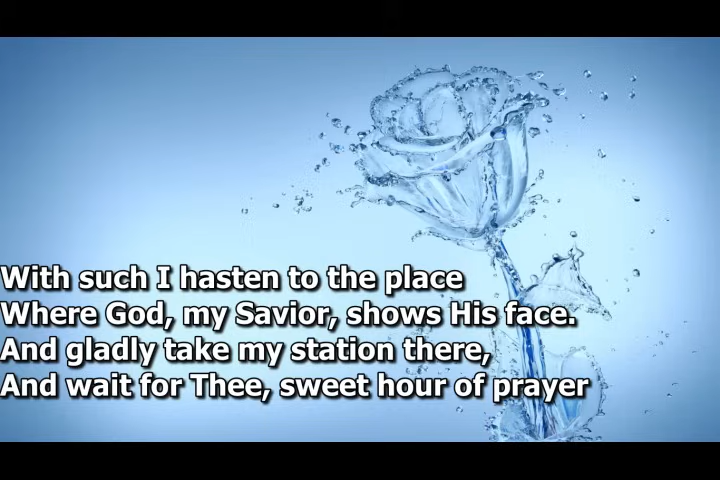 With such I hasten to the place
Where God, my Savior, shows His face.
And gladly take my station there,
And wait for Thee, sweet hour of prayer